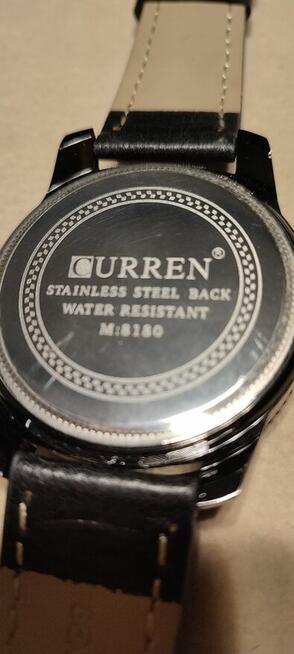 CURREN®
STAINLESS STEEL BACK
WATER RESISTANT
M:8180